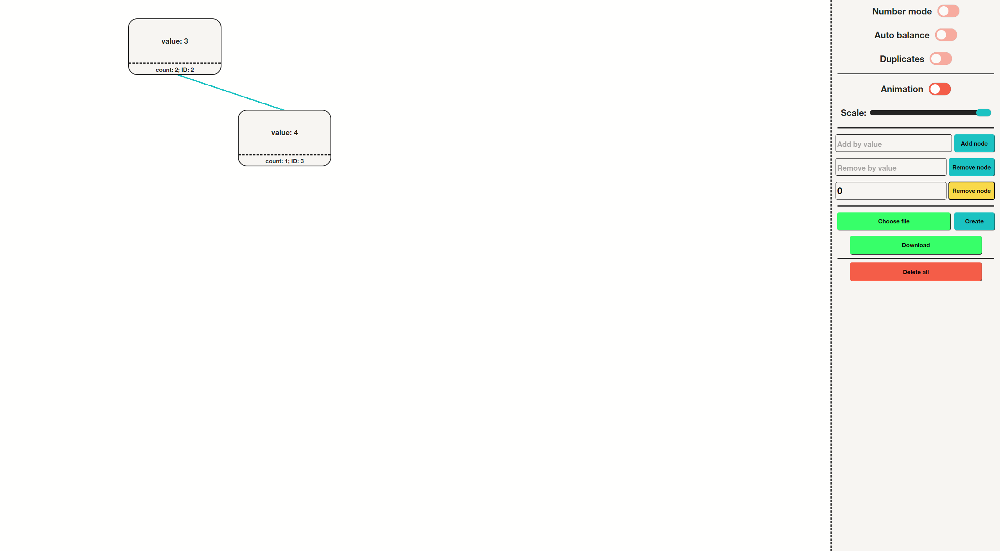 value: 3
count: 2; ID: 2
value: 4
count: 1; ID: 3
Number mode
Auto balance
Duplicates
Animation
Scale:
Add by value
Add node
Remove by value
Remove node
0
Remove node
Choose file
Create
Download
Delete all